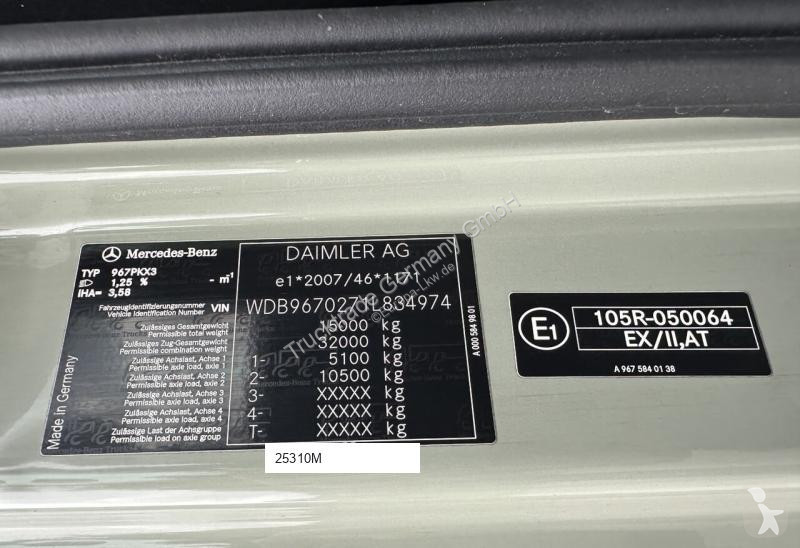 Mercedes-Benz
DAIMLER AG
TYP 967PKX3
1,25 % - m⁻¹
IHA= 3,58
e1*2007/46*1171
Fahrzeugidentifizierungsnummer
Vehicle Identification Number VIN
WDB9670271L834974
Zulässiges Gesamtgewicht
Permissible total weight
15000 kg
Zulässiges Zug-Gesamtgewicht
Permissible combination weight
32000 kg
Zulässige Achslast, Achse 1
Permissible axle load, axle 1
1- 5100 kg
Zulässige Achslast, Achse 2
Permissible axle load, axle 2
2- 10500 kg
Zulässige Achslast, Achse 3
Permissible axle load, axle 3
3- XXXXX kg
Zulässige Achslast, Achse 4
Permissible axle load, axle 4
4- XXXXX kg
Zulässige Last der Achsgruppe
Permissible load on axle group
T- XXXXX kg
Made in Germany
A 000 584 98 01
25310M
E1
105R-050064
EX/II,AT
A 967 584 01 38
Trucktrade Germany GmbH